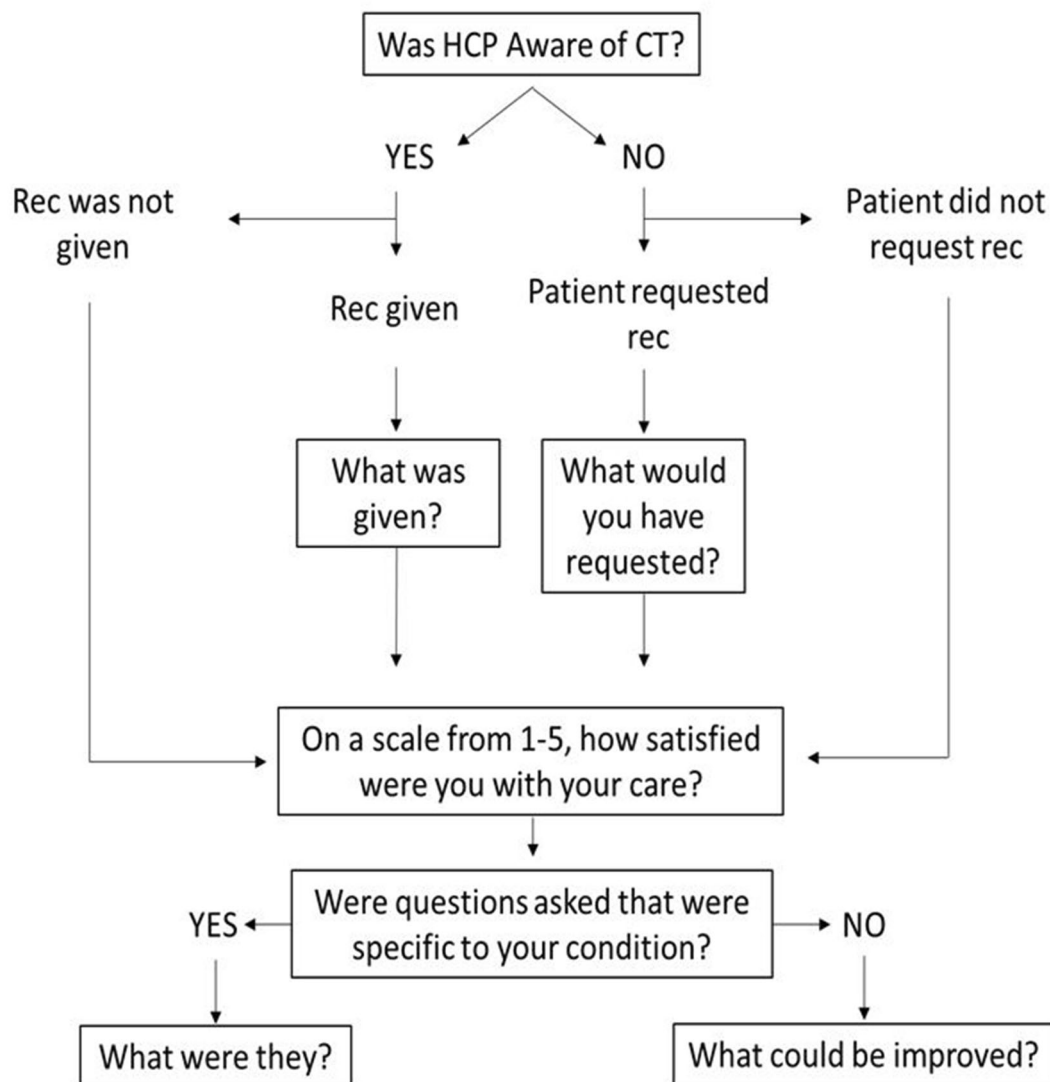 Was HCP Aware of CT?
YES
NO
Rec was not
given
Patient did not
request rec
Rec given
Patient requested
rec
What was
given?
What would
you have
requested?
On a scale from 1-5, how satisfied
were you with your care?
Were questions asked that were
specific to your condition?
YES
NO
What were they?
What could be improved?